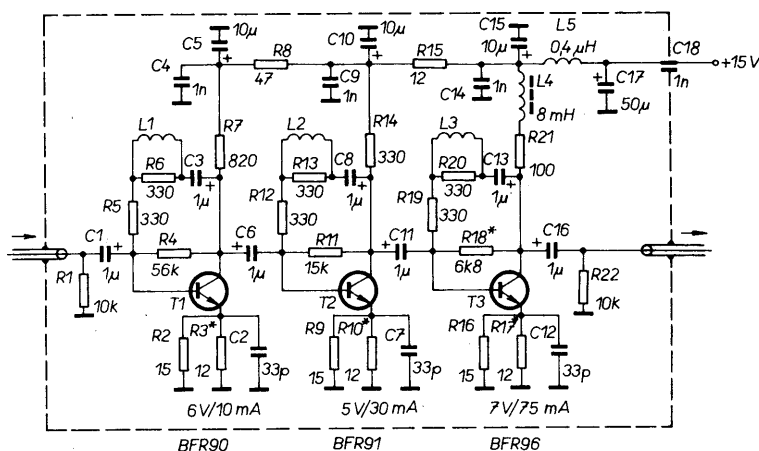 10µ
C5
+
R8
47
C10
10µ
+
R15
12
C15
10µ
+
L5
0,4 µH
C18
1n
+15V
C4
1n
C9
1n
C14
1n
L4
8 mH
C17
+
50µ
L1
R7
820
L2
R14
330
L3
R21
100
R6
330
C3
1µ
+
R13
330
C8
1µ
+
R20
330
C13
1µ
+
R5
330
R12
330
R19
330
C1
+
1µ
R4
56k
C6
+
1µ
R11
15k
C11
+
1µ
R18*
6k8
C16
+
1µ
R1
10k
R22
10k
T1
T2
T3
R2
15
R3*
12
C2
33p
R9
15
R10*
12
C7
33p
R16
15
R17*
12
C12
33p
6V/10 mA
5V/30 mA
7V/75 mA
BFR90
BFR91
BFR96